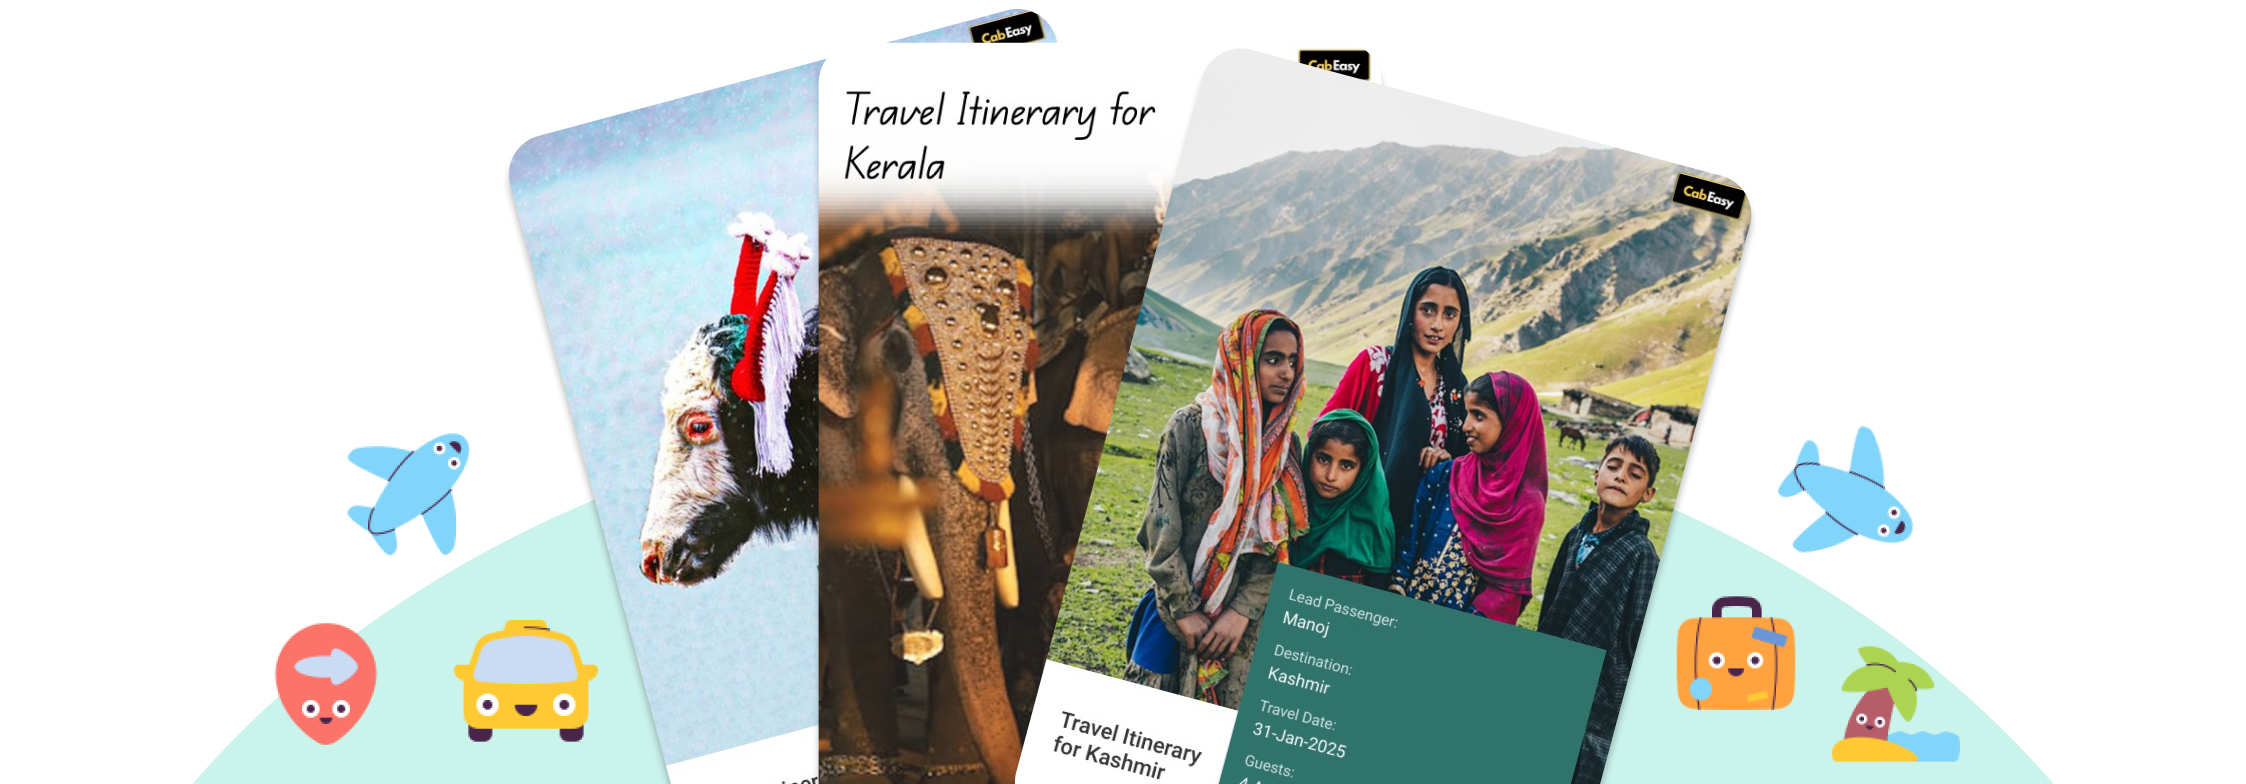 CabEasy
CabEasy
Travel Itinerary for
Kerala
CabEasy
Lead Passenger:
Manoj
Destination:
Kashmir
Travel Date:
31-Jan-2025
Guests:
Travel Itinerary
for Kashmir